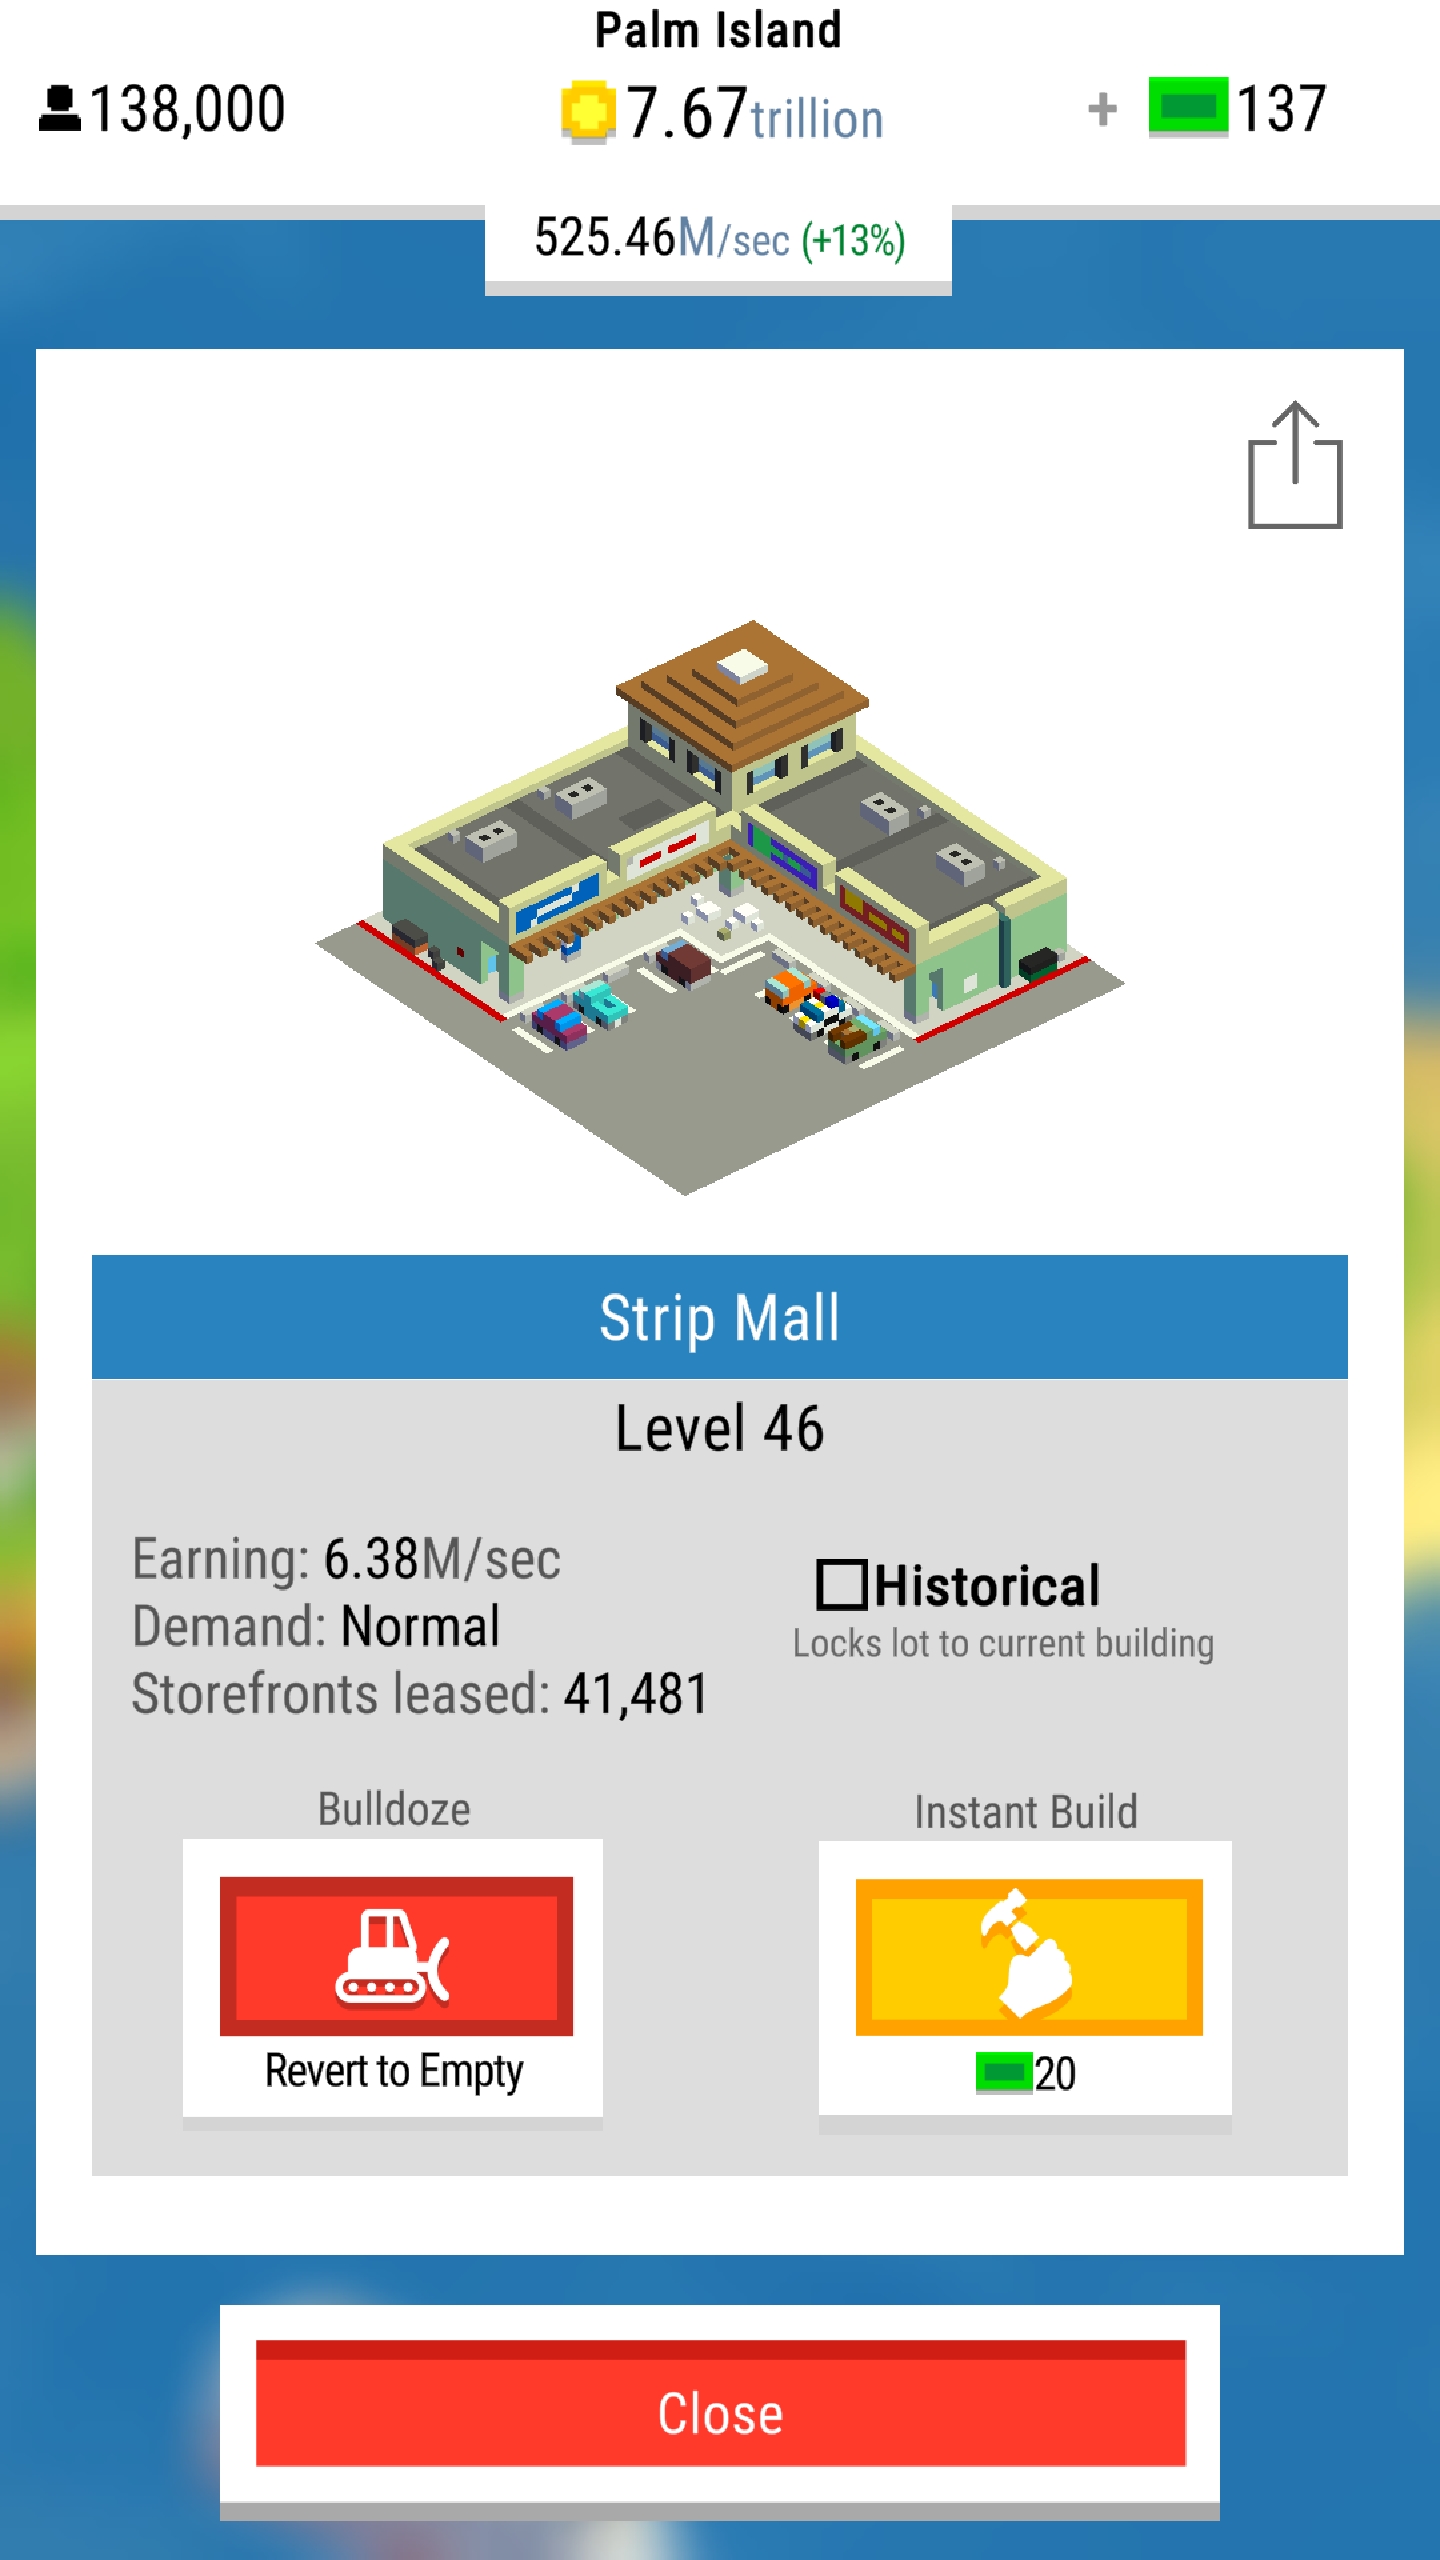 Palm Island
138,000
7.67trillion
+ 137
525.46M/sec (+13%)
Strip Mall
Level 46
Earning: 6.38M/sec
Demand: Normal
Storefronts leased: 41,481
Historical
Locks lot to current building
Bulldoze
Revert to Empty
Instant Build
20
Close